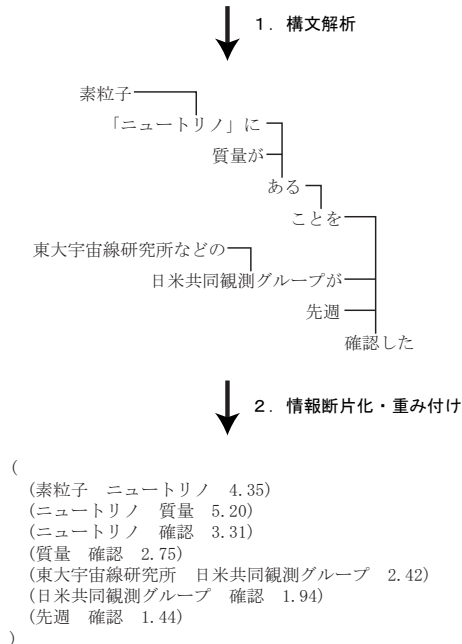 1．構文解析
素粒子
「ニュートリノ」に
質量が
ある
ことを
東大宇宙線研究所などの
日米共同観測グループが
先週
確認した
2．情報断片化・重み付け
(
(素粒子　ニュートリノ　4.35)
(ニュートリノ　質量　5.20)
(ニュートリノ　確認　3.31)
(質量　確認　2.75)
(東大宇宙線研究所　日米共同観測グループ　2.42)
(日米共同観測グループ　確認　1.94)
(先週　確認　1.44)
)